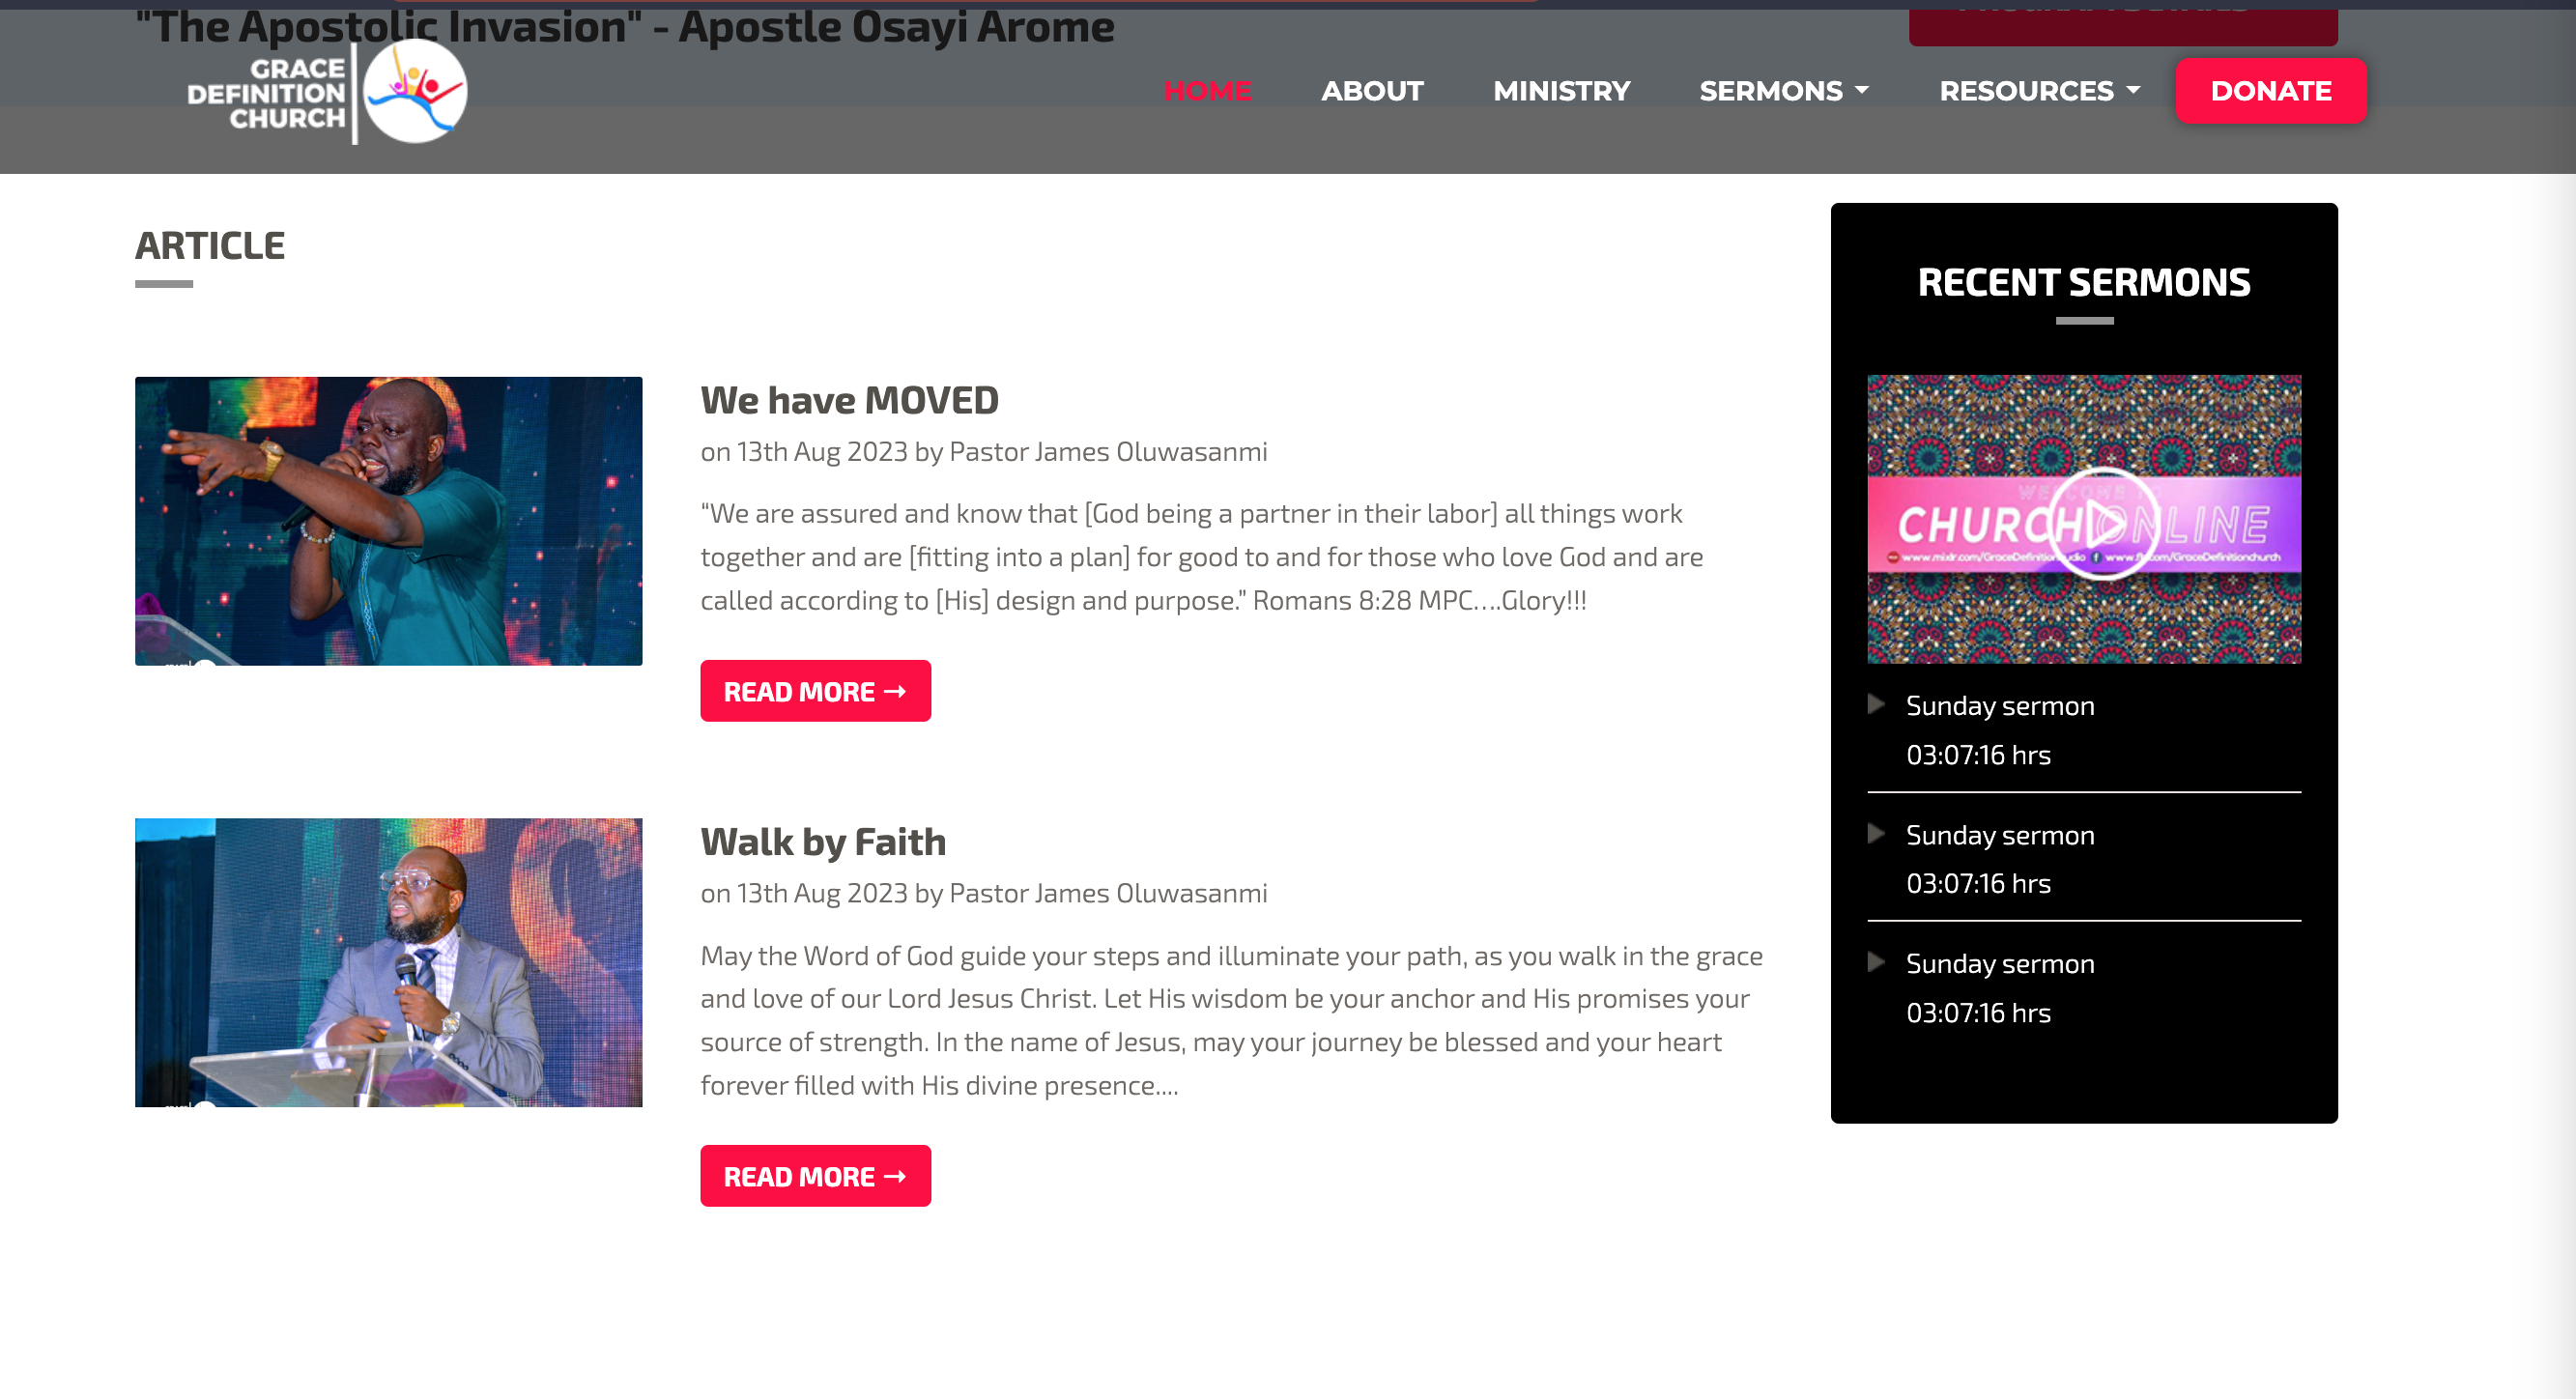 "The Apostolic Invasion" - Apostle Osayi Arome
GRACE
DEFINITION
CHURCH
HOME
ABOUT
MINISTRY
SERMONS
RESOURCES
DONATE
ARTICLE
We have MOVED
on 13th Aug 2023 by Pastor James Oluwasanmi
“We are assured and know that [God being a partner in their labor] all things work
together and are [fitting into a plan] for good to and for those who love God and are
called according to [His] design and purpose.” Romans 8:28 MPC….Glory!!!
READ MORE →
Walk by Faith
on 13th Aug 2023 by Pastor James Oluwasanmi
May the Word of God guide your steps and illuminate your path, as you walk in the grace
and love of our Lord Jesus Christ. Let His wisdom be your anchor and His promises your
source of strength. In the name of Jesus, may your journey be blessed and your heart
forever filled with His divine presence....
READ MORE →
RECENT SERMONS
WELCOME TO
CHURCH ONLINE
Sunday sermon
03:07:16 hrs
Sunday sermon
03:07:16 hrs
Sunday sermon
03:07:16 hrs